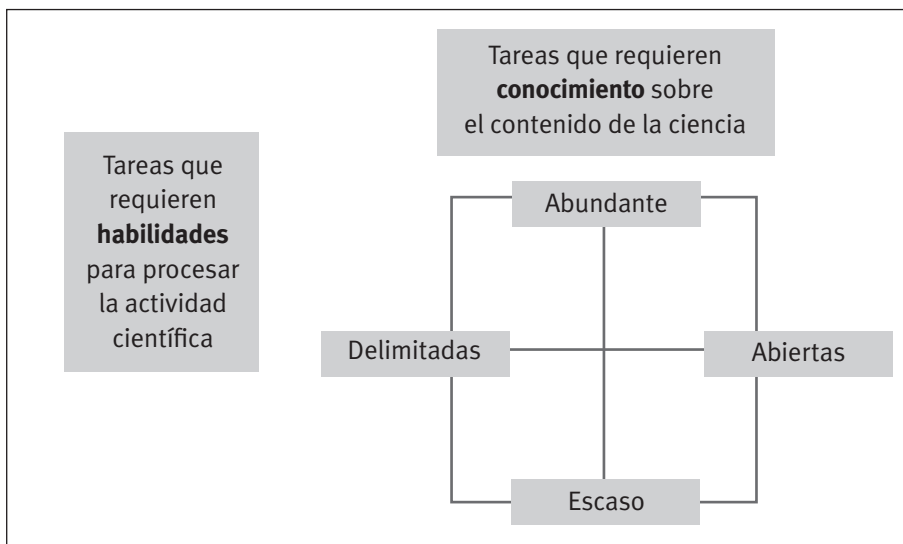 Tareas que requieren
conocimiento sobre
el contenido de la ciencia
Tareas que
requieren
habilidades
para procesar
la actividad
científica
Abundante
Delimitadas
Abiertas
Escaso